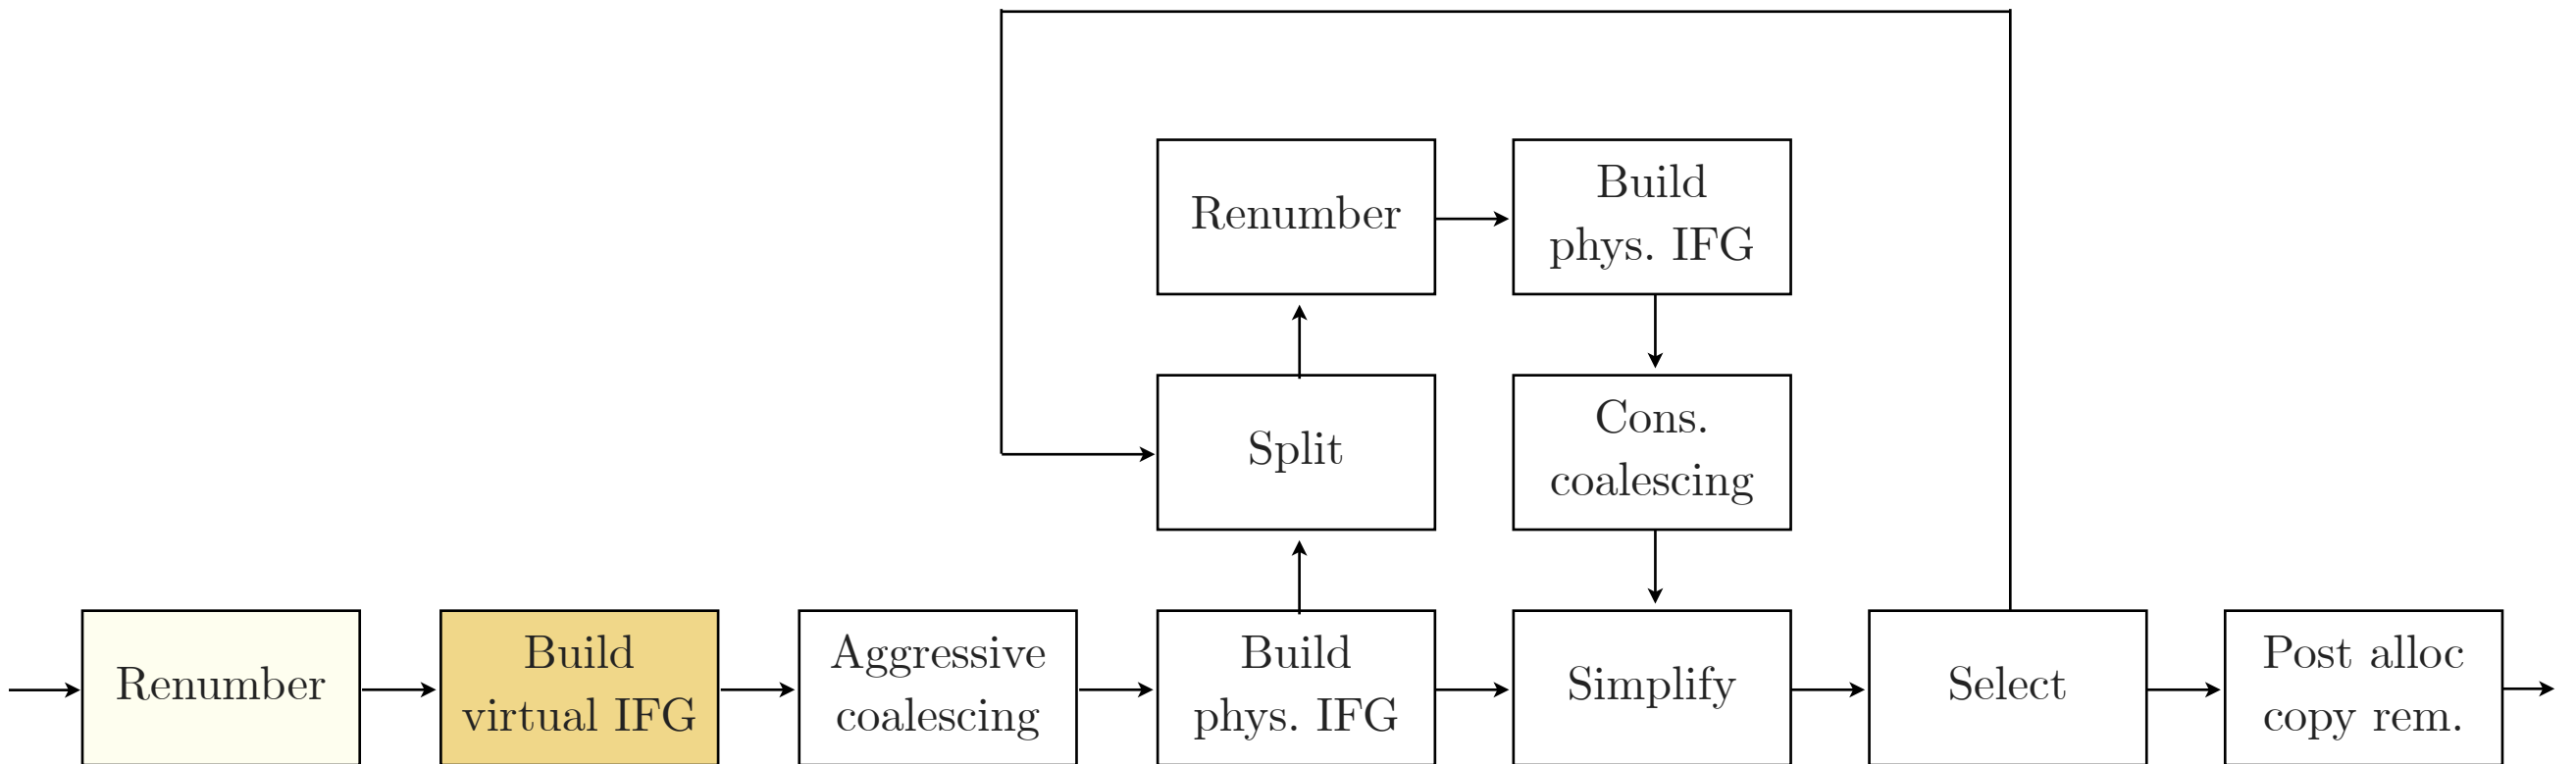 Renumber
Build
phys. IFG
Split
Cons.
coalescing
Renumber
Build
virtual IFG
Aggressive
coalescing
Build
phys. IFG
Simplify
Select
Post alloc
copy rem.